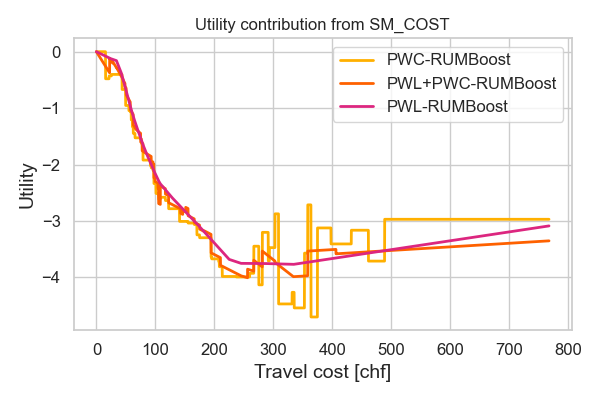 Utility contribution from SM_COST
PWC-RUMBoost
PWL+PWC-RUMBoost
PWL-RUMBoost
0
−1
−2
−3
−4
Utility
0 100 200 300 400 500 600 700 800
Travel cost [chf]